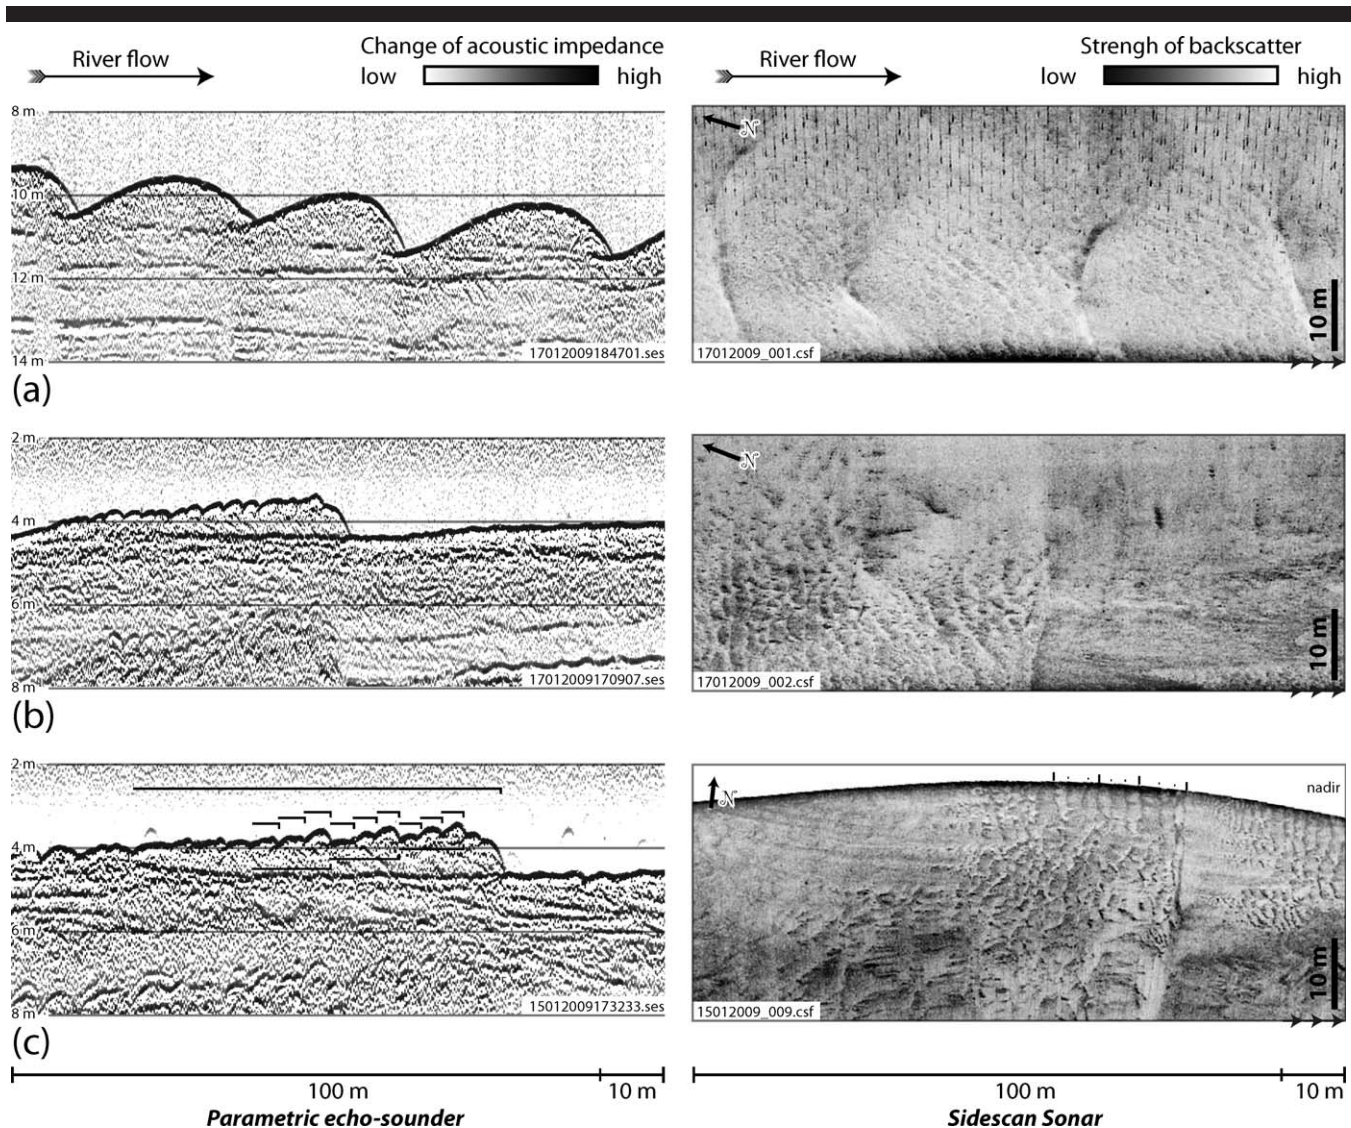 River flow
Change of acoustic impedance
low high
River flow
Strengh of backscatter
low high
8 m
10 m
12 m
14 m
17012009184701.ses
N
10 m
17012009_001.csf
(a)
2 m
4 m
6 m
8 m
17012009170907.ses
N
10 m
17012009_002.csf
(b)
2 m
4 m
6 m
8 m
15012009173233.ses
N
nadir
10 m
15012009_009.csf
(c)
100 m 10 m
Parametric echo-sounder
100 m 10 m
Sidescan Sonar